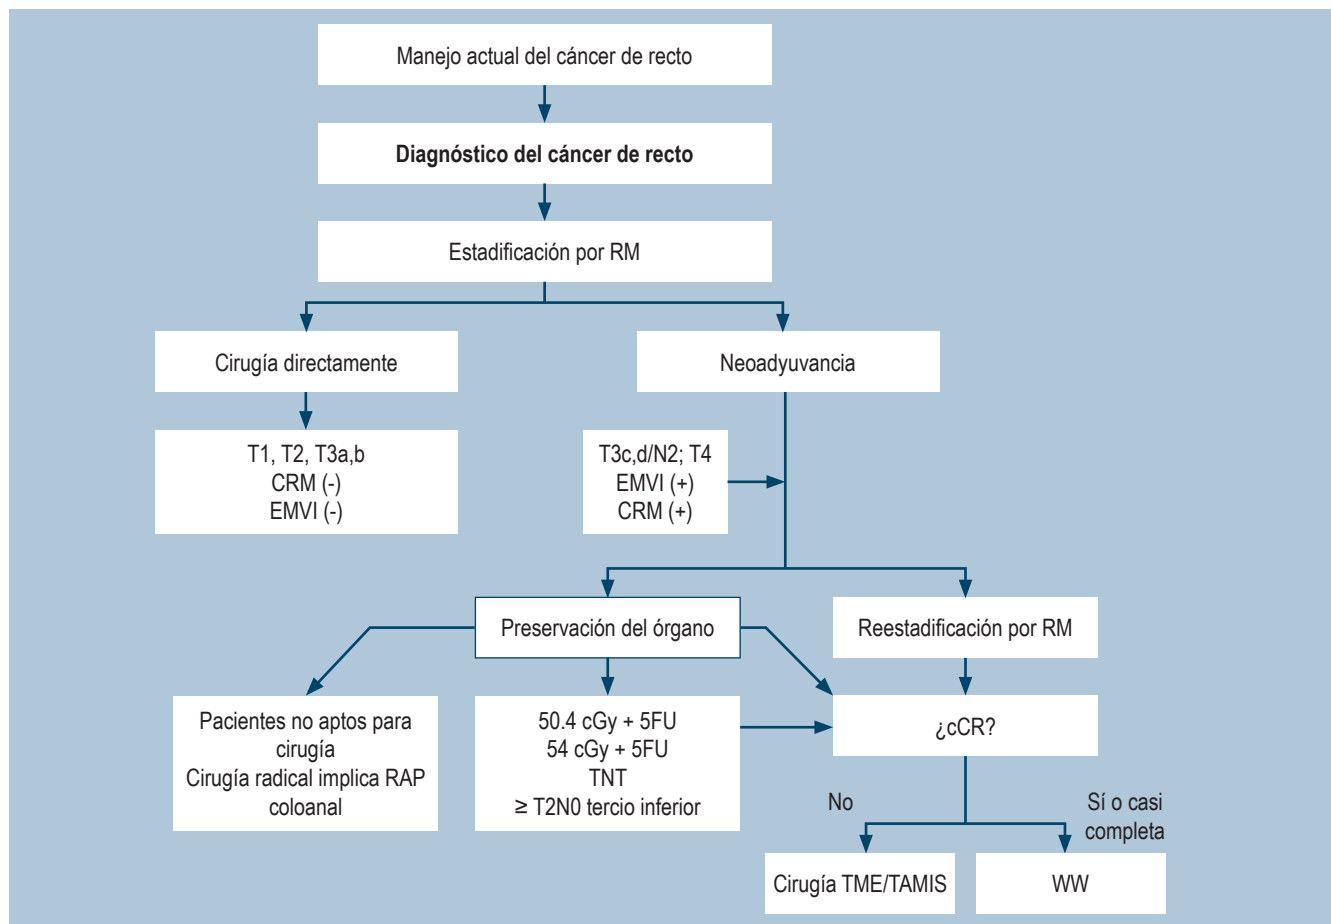 Manejo actual del cáncer de recto
Diagnóstico del cáncer de recto
Estadificación por RM
Cirugía directamente
Neoadyuvancia
T1, T2, T3a,b
CRM (-)
EMVI (-)
T3c,d/N2; T4
EMVI (+)
CRM (+)
Preservación del órgano
Reestadificación por RM
Pacientes no aptos para
cirugía
Cirugía radical implica RAP
coloanal
50.4 cGy + 5FU
54 cGy + 5FU
TNT
≥ T2N0 tercio inferior
¿cCR?
No
Sí o casi
completa
Cirugía TME/TAMIS
WW